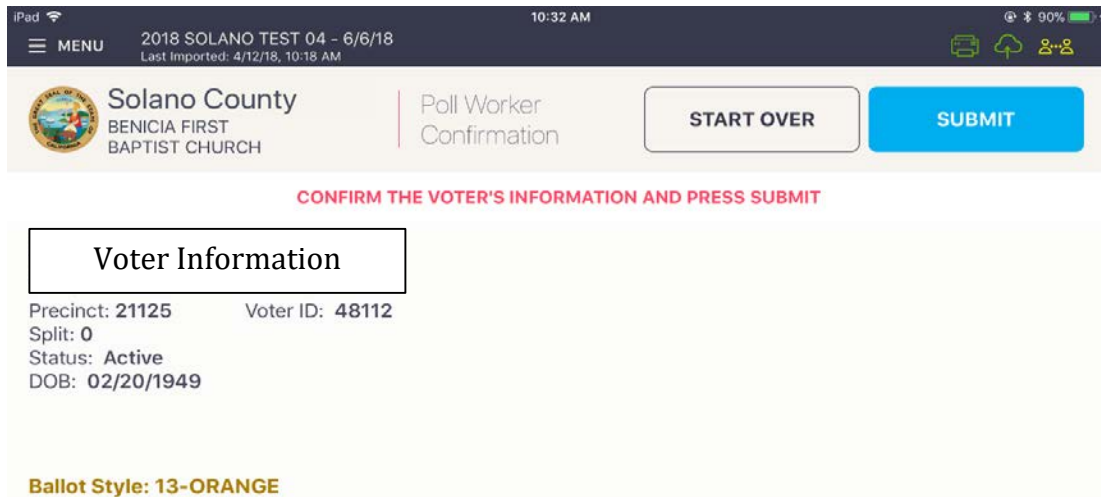 iPad 10:32 AM 90%
MENU 2018 SOLANO TEST 04 - 6/6/18
Last Imported: 4/12/18, 10:18 AM
Solano County
BENICIA FIRST
BAPTIST CHURCH
Poll Worker
Confirmation
START OVER
SUBMIT
CONFIRM THE VOTER'S INFORMATION AND PRESS SUBMIT
Voter Information
Precinct: 21125 Voter ID: 48112
Split: 0
Status: Active
DOB: 02/20/1949
Ballot Style: 13-ORANGE